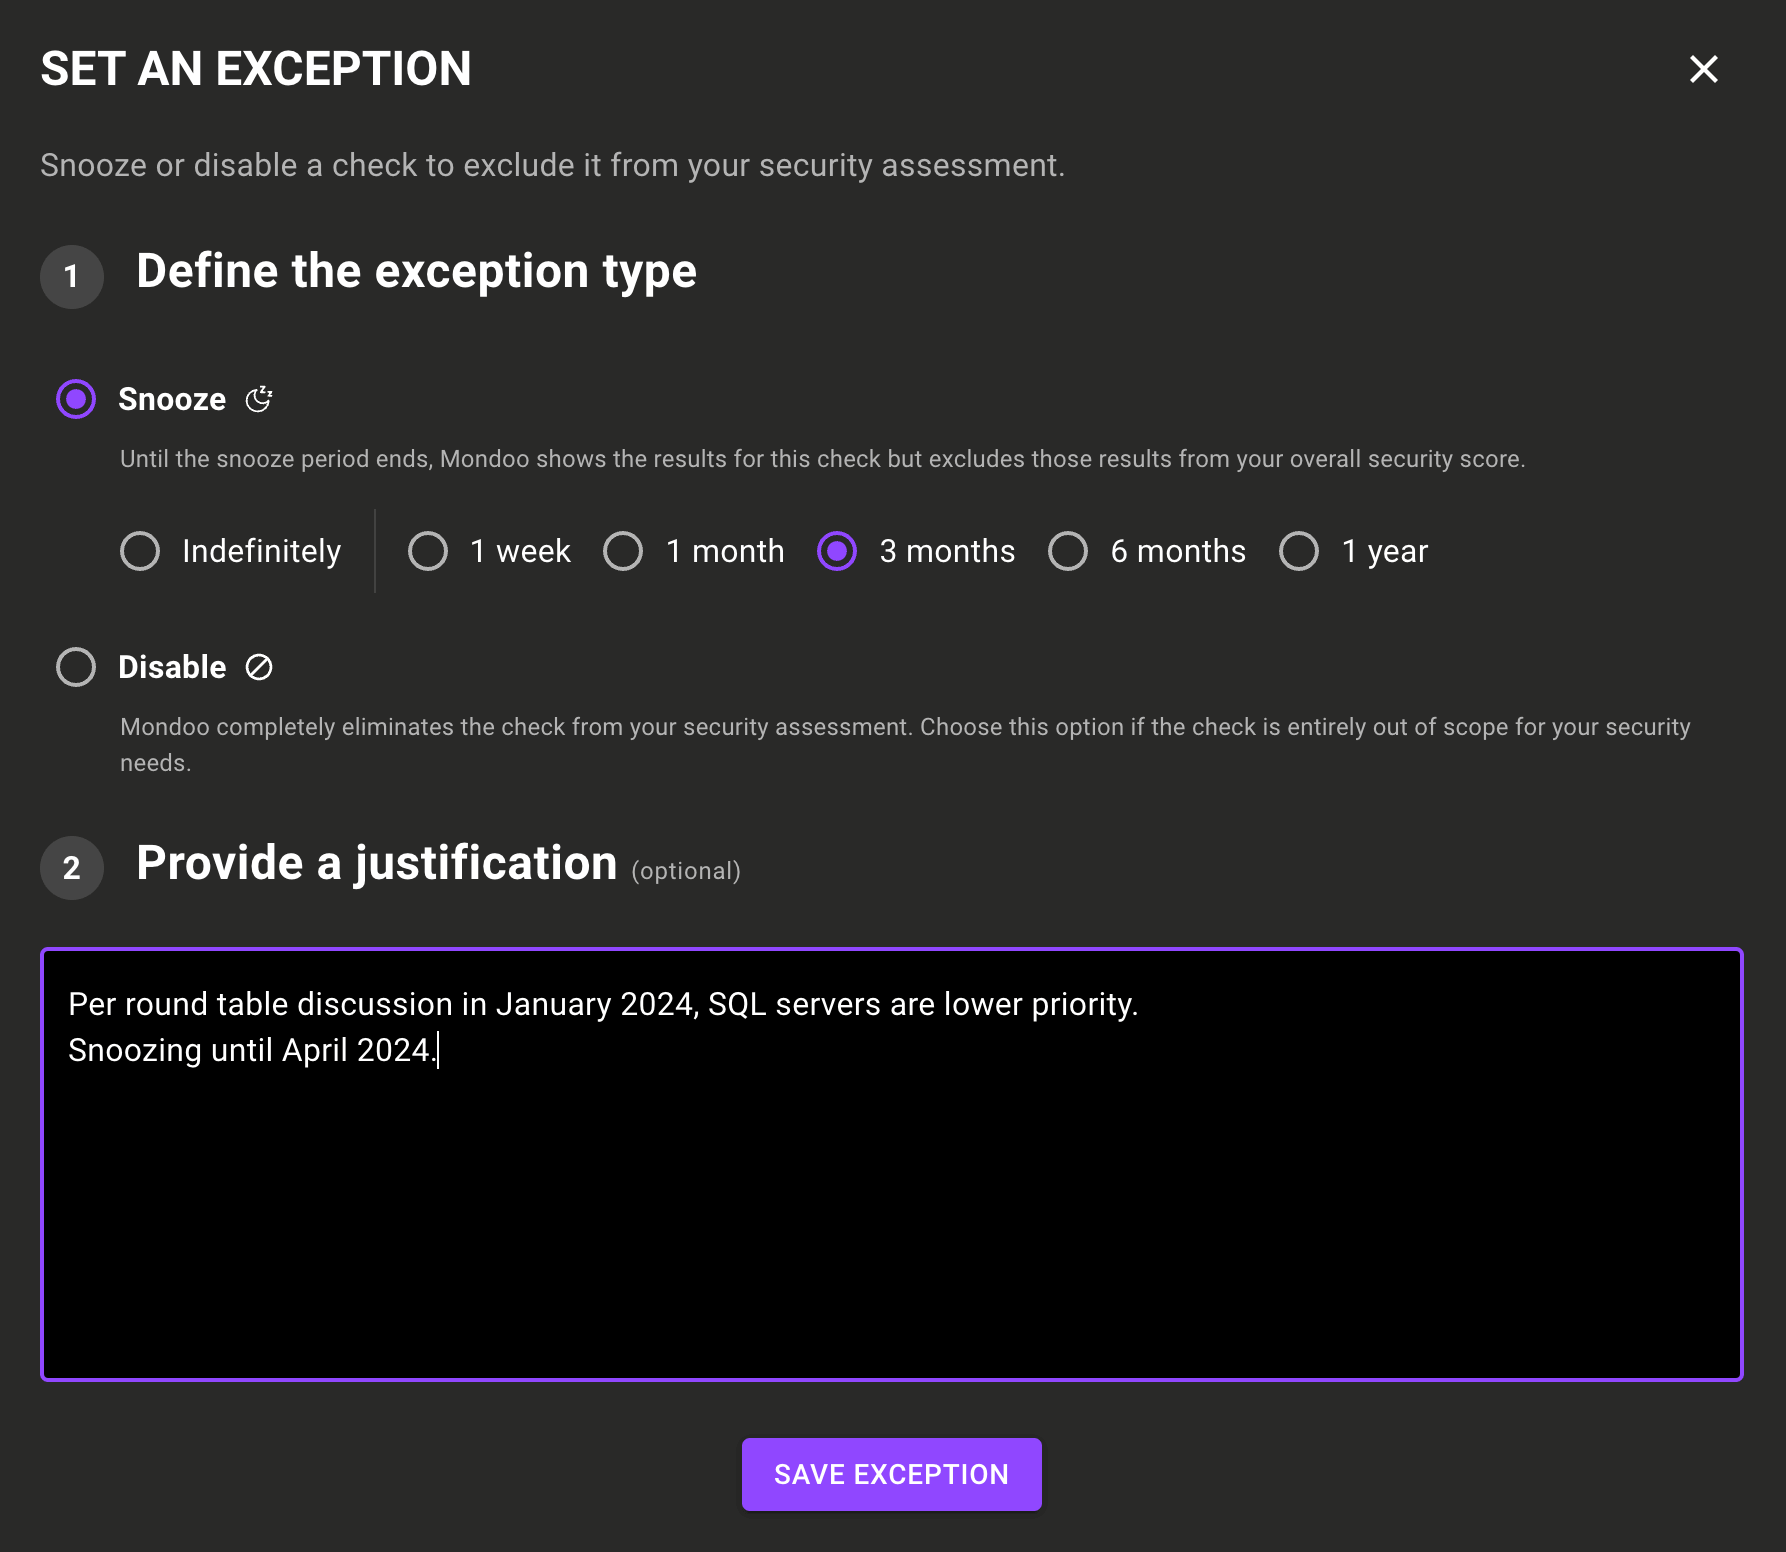 SET AN EXCEPTION
Snooze or disable a check to exclude it from your security assessment.
1 Define the exception type
Snooze
Until the snooze period ends, Mondoo shows the results for this check but excludes those results from your overall security score.
Indefinitely 1 week 1 month 3 months 6 months 1 year
Disable
Mondoo completely eliminates the check from your security assessment. Choose this option if the check is entirely out of scope for your security
needs.
2 Provide a justification (optional)
Per round table discussion in January 2024, SQL servers are lower priority.
Snoozing until April 2024.
SAVE EXCEPTION